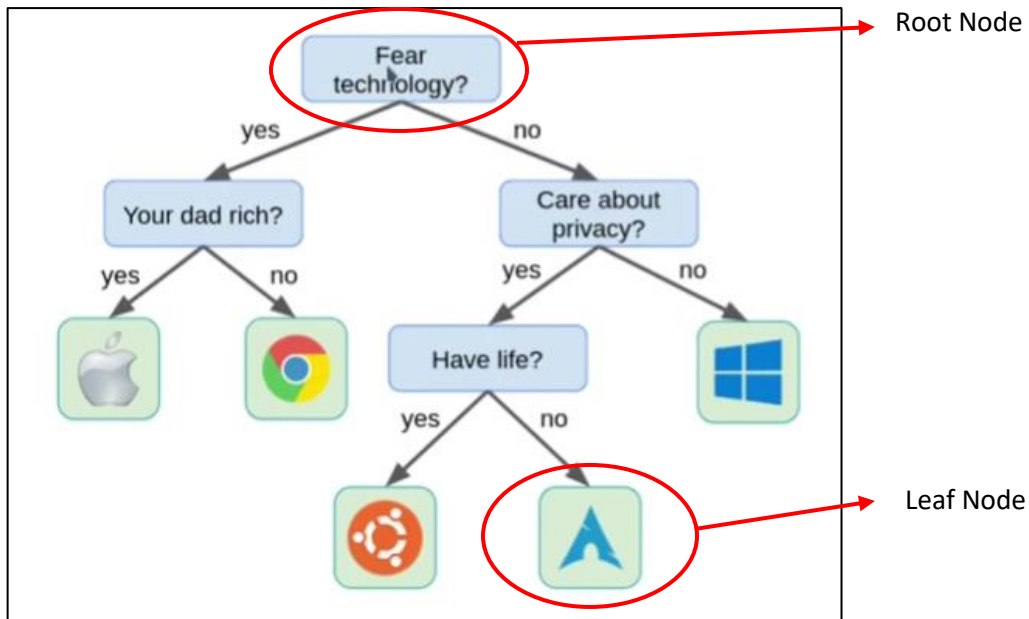 Root Node
Fear
technology?
yes
no
Your dad rich?
Care about
privacy?
yes
no
yes
no
Have life?
yes
no
Leaf Node